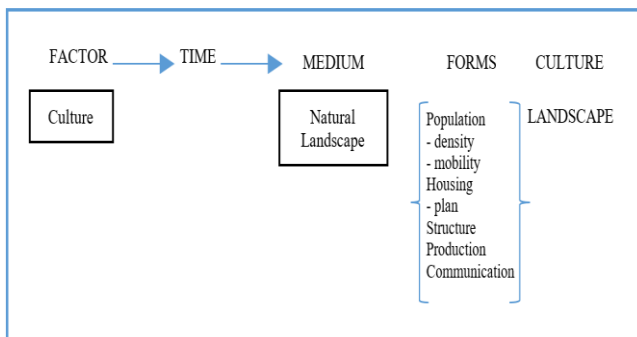 FACTOR TIME MEDIUM FORMS CULTURE
Culture
Natural
Landscape
Population
- density
- mobility
Housing
- plan
Structure
Production
Communication
LANDSCAPE